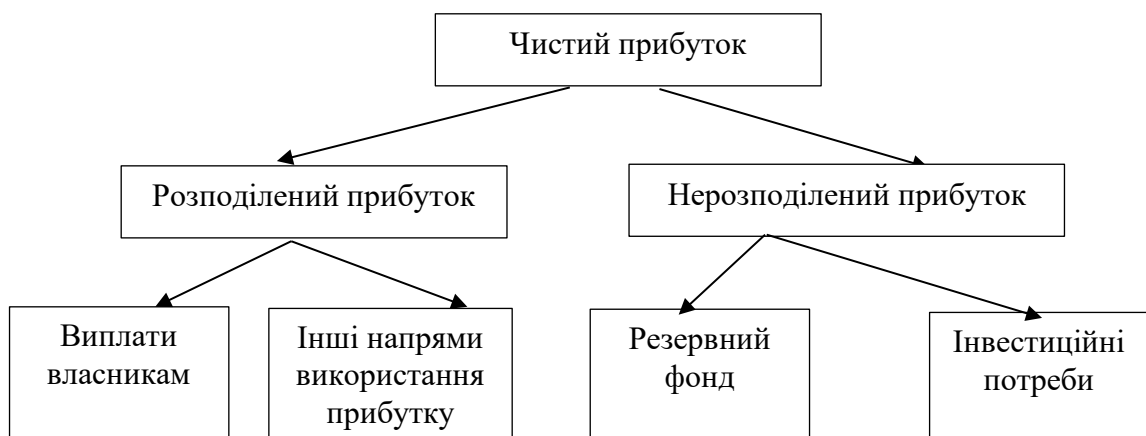 Чистий прибуток
Розподілений прибуток
Нерозподілений прибуток
Виплати
власникам
Інші напрями
використання
прибутку
Резервний
фонд
Інвестиційні
потреби